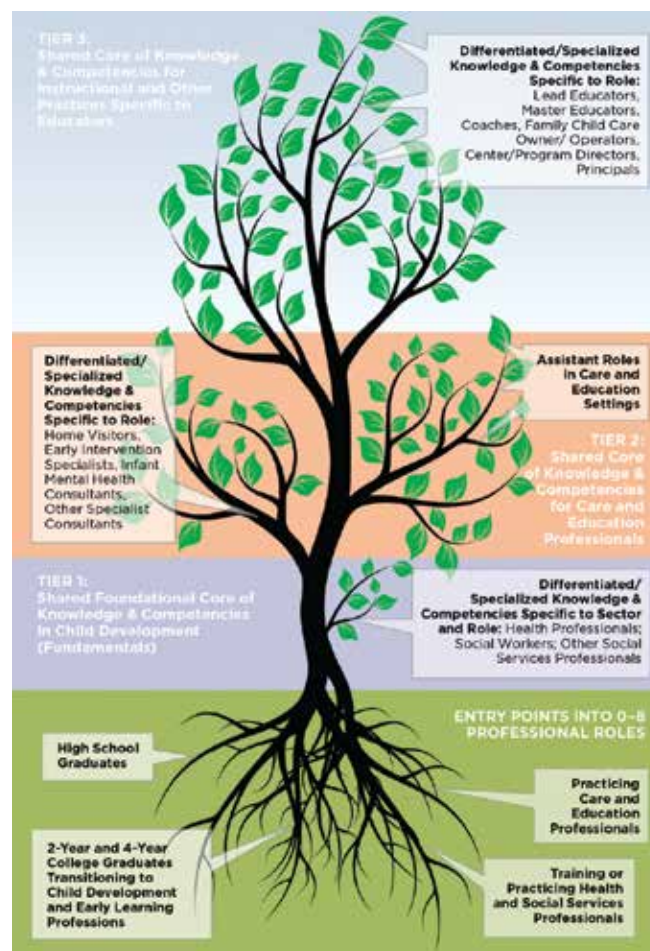 TIER 3:
Shared Core of Knowledge
& Competencies for
Instructional and Other
Practices Specific to
Educators
Differentiated/Specialized
Knowledge & Competencies
Specific to Role:
Lead Educators,
Master Educators,
Coaches, Family Child Care
Owner/ Operators,
Center/Program Directors,
Principals
Differentiated/
Specialized
Knowledge &
Competencies
Specific to Role:
Home Visitors,
Early Intervention
Specialists, Infant
Mental Health
Consultants,
Other Specialist
Consultants
Assistant Roles
in Care and
Education
Settings
TIER 2:
Shared Core
of Knowledge &
Competencies
for Care and
Education
Professionals
TIER 1:
Shared Foundational Core of
Knowledge & Competencies
in Child Development
(Fundamentals)
Differentiated/
Specialized Knowledge &
Competencies Specific to Sector
and Role: Health Professionals;
Social Workers; Other Social
Services Professionals
ENTRY POINTS INTO 0–8
PROFESSIONAL ROLES
High School
Graduates
Practicing
Care and
Education
Professionals
2-Year and 4-Year
College Graduates
Transitioning to
Child Development
and Early Learning
Professions
Training or
Practicing Health
and Social Services
Professionals